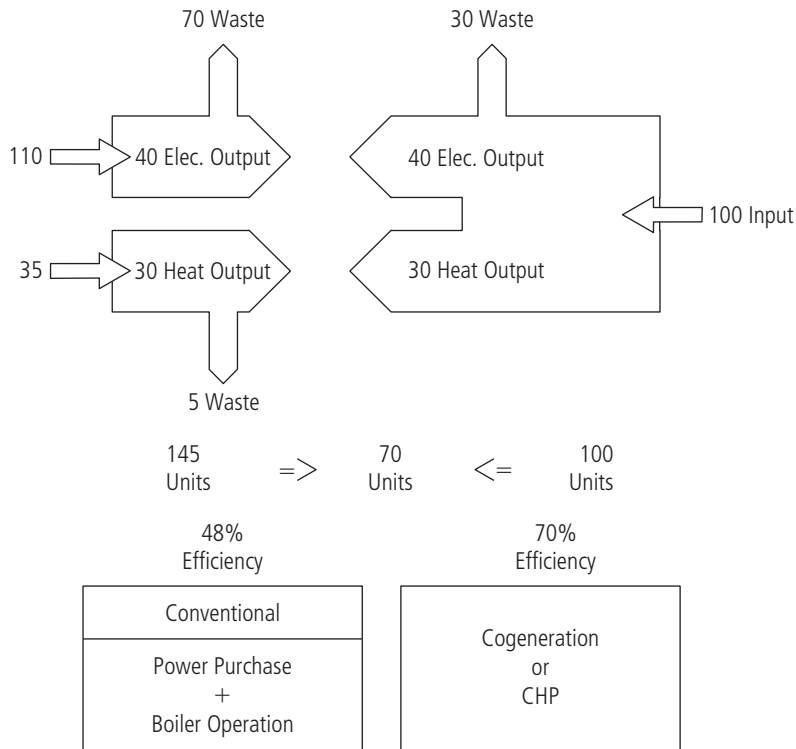 70 Waste
30 Waste
110
40 Elec. Output
40 Elec. Output
100 Input
35
30 Heat Output
30 Heat Output
5 Waste
145
Units
=>
70
Units
<=
100
Units
48%
Efficiency
70%
Efficiency
Conventional
Power Purchase
+
Boiler Operation
Cogeneration
or
CHP